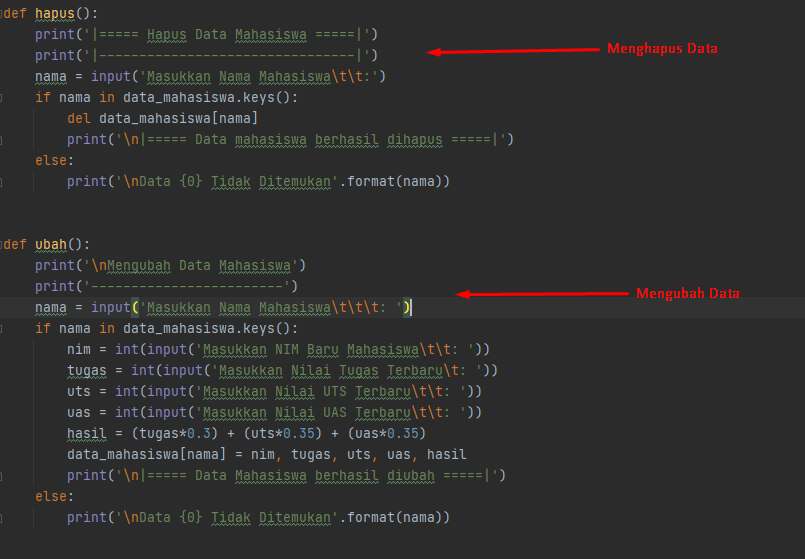 def hapus():
    print('|===== Hapus Data Mahasiswa =====|')
    print('|--------------------------------|')
Menghapus Data
    nama = input('Masukkan Nama Mahasiswa\t\t:')
    if nama in data_mahasiswa.keys():
        del data_mahasiswa[nama]
        print('\n|===== Data mahasiswa berhasil dihapus =====|')
    else:
        print('\nData {0} Tidak Ditemukan'.format(nama))
def ubah():
    print('\nMengubah Data Mahasiswa')
    print('------------------------')
Mengubah Data
    nama = input('Masukkan Nama Mahasiswa\t\t\t: ')
    if nama in data_mahasiswa.keys():
        nim = int(input('Masukkan NIM Baru Mahasiswa\t\t: '))
        tugas = int(input('Masukkan Nilai Tugas Terbaru\t: '))
        uts = int(input('Masukkan Nilai UTS Terbaru\t\t: '))
        uas = int(input('Masukkan Nilai UAS Terbaru\t\t: '))
        hasil = (tugas*0.3) + (uts*0.35) + (uas*0.35)
        data_mahasiswa[nama] = nim, tugas, uts, uas, hasil
        print('\n|===== Data Mahasiswa berhasil diubah =====|')
    else:
        print('\nData {0} Tidak Ditemukan'.format(nama))